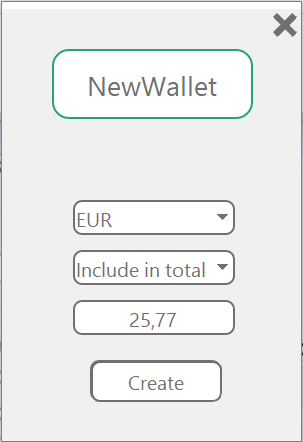 NewWallet
EUR
Include in total
25,77
Create